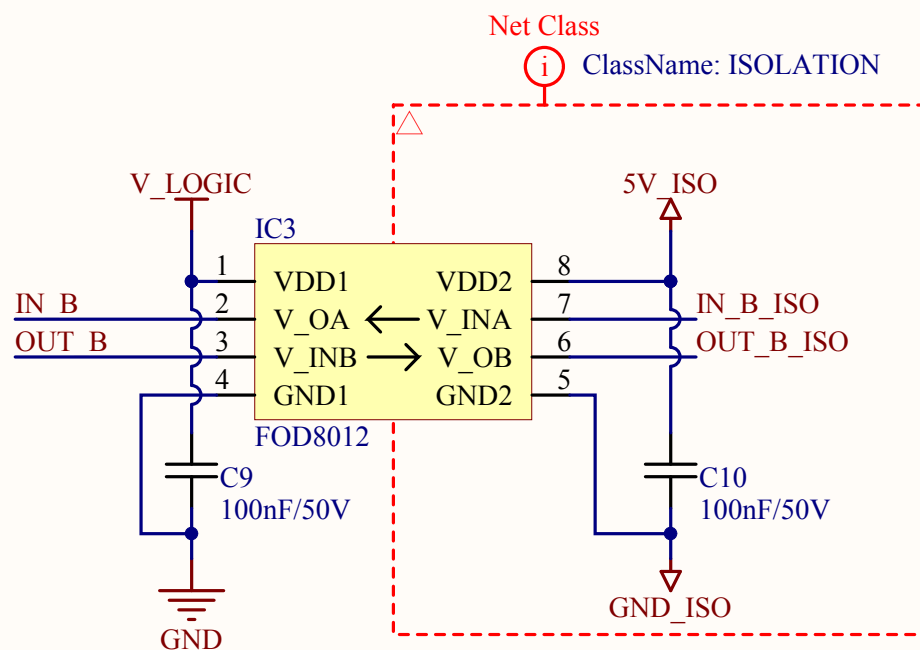 Net Class
i ClassName: ISOLATION
V_LOGIC
5V_ISO
IC3
1 VDD1 VDD2 8
IN_B 2 V_OA V_INA 7 IN_B_ISO
OUT_B 3 V_INB V_OB 6 OUT_B_ISO
4 GND1 GND2 5
FOD8012
C9
100nF/50V
C10
100nF/50V
GND
GND_ISO